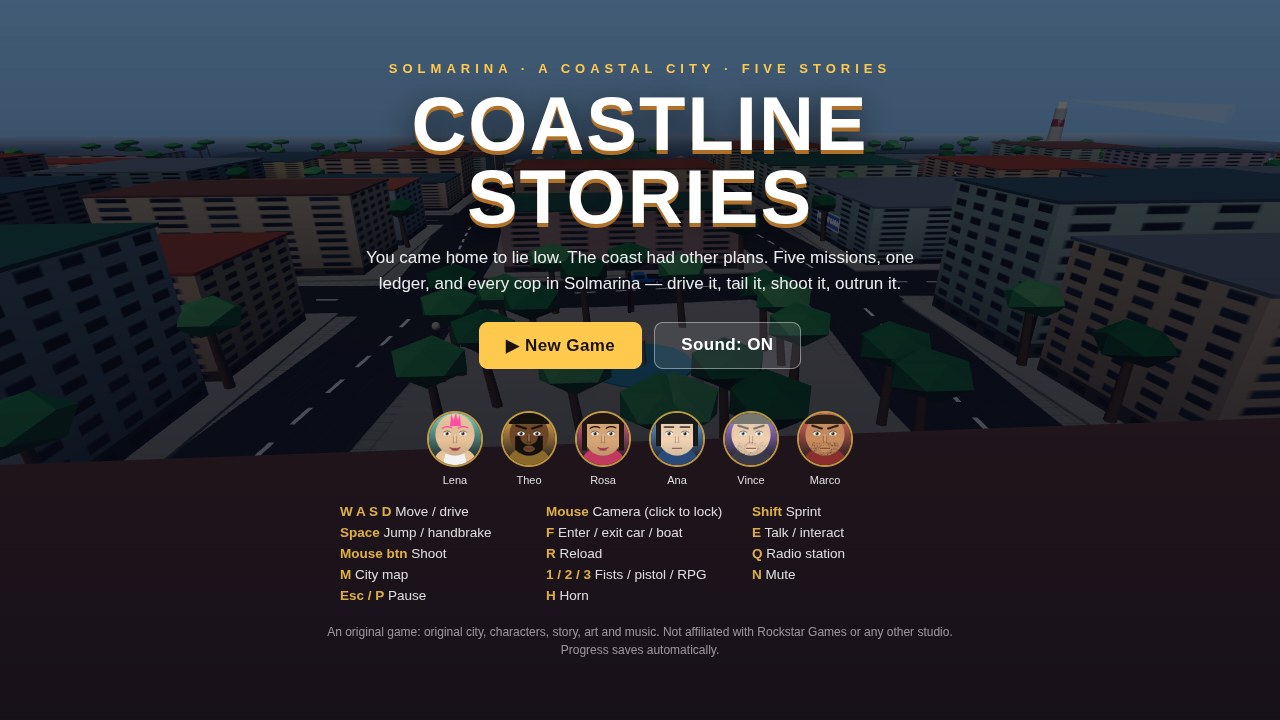 SOLMARINA · A COASTAL CITY · FIVE STORIES
COASTLINE
STORIES
You came home to lie low. The coast had other plans. Five missions, one
ledger, and every cop in Solmarina — drive it, tail it, shoot it, outrun it.
▶ New Game
Sound: ON
Lena Theo Rosa Ana Vince Marco
W A S D Move / drive
Mouse Camera (click to lock)
Shift Sprint
Space Jump / handbrake
F Enter / exit car / boat
E Talk / interact
Mouse btn Shoot
R Reload
Q Radio station
M City map
1 / 2 / 3 Fists / pistol / RPG
N Mute
Esc / P Pause
H Horn
An original game: original city, characters, story, art and music. Not affiliated with Rockstar Games or any other studio.
Progress saves automatically.